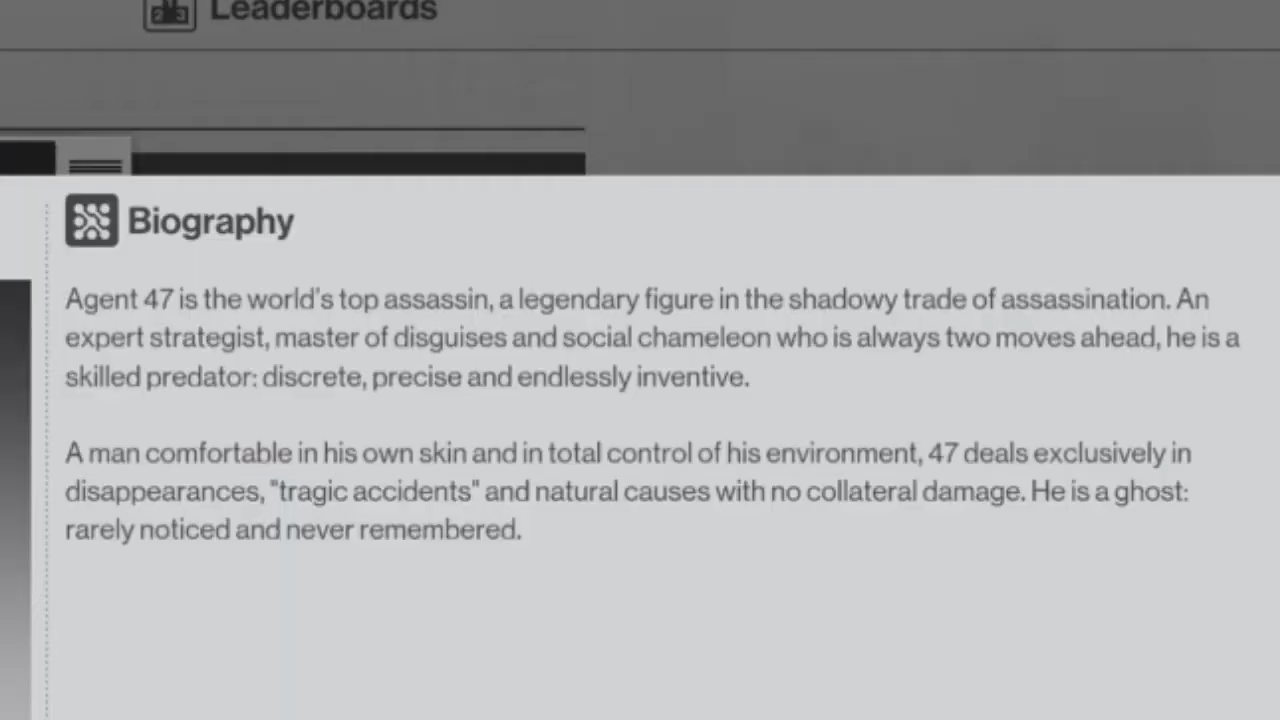 Leaderboards
Biography
Agent 47 is the world's top assassin, a legendary figure in the shadowy trade of assassination. An
expert strategist, master of disguises and social chameleon who is always two moves ahead, he is a
skilled predator: discrete, precise and endlessly inventive.
A man comfortable in his own skin and in total control of his environment, 47 deals exclusively in
disappearances, "tragic accidents" and natural causes with no collateral damage. He is a ghost:
rarely noticed and never remembered.